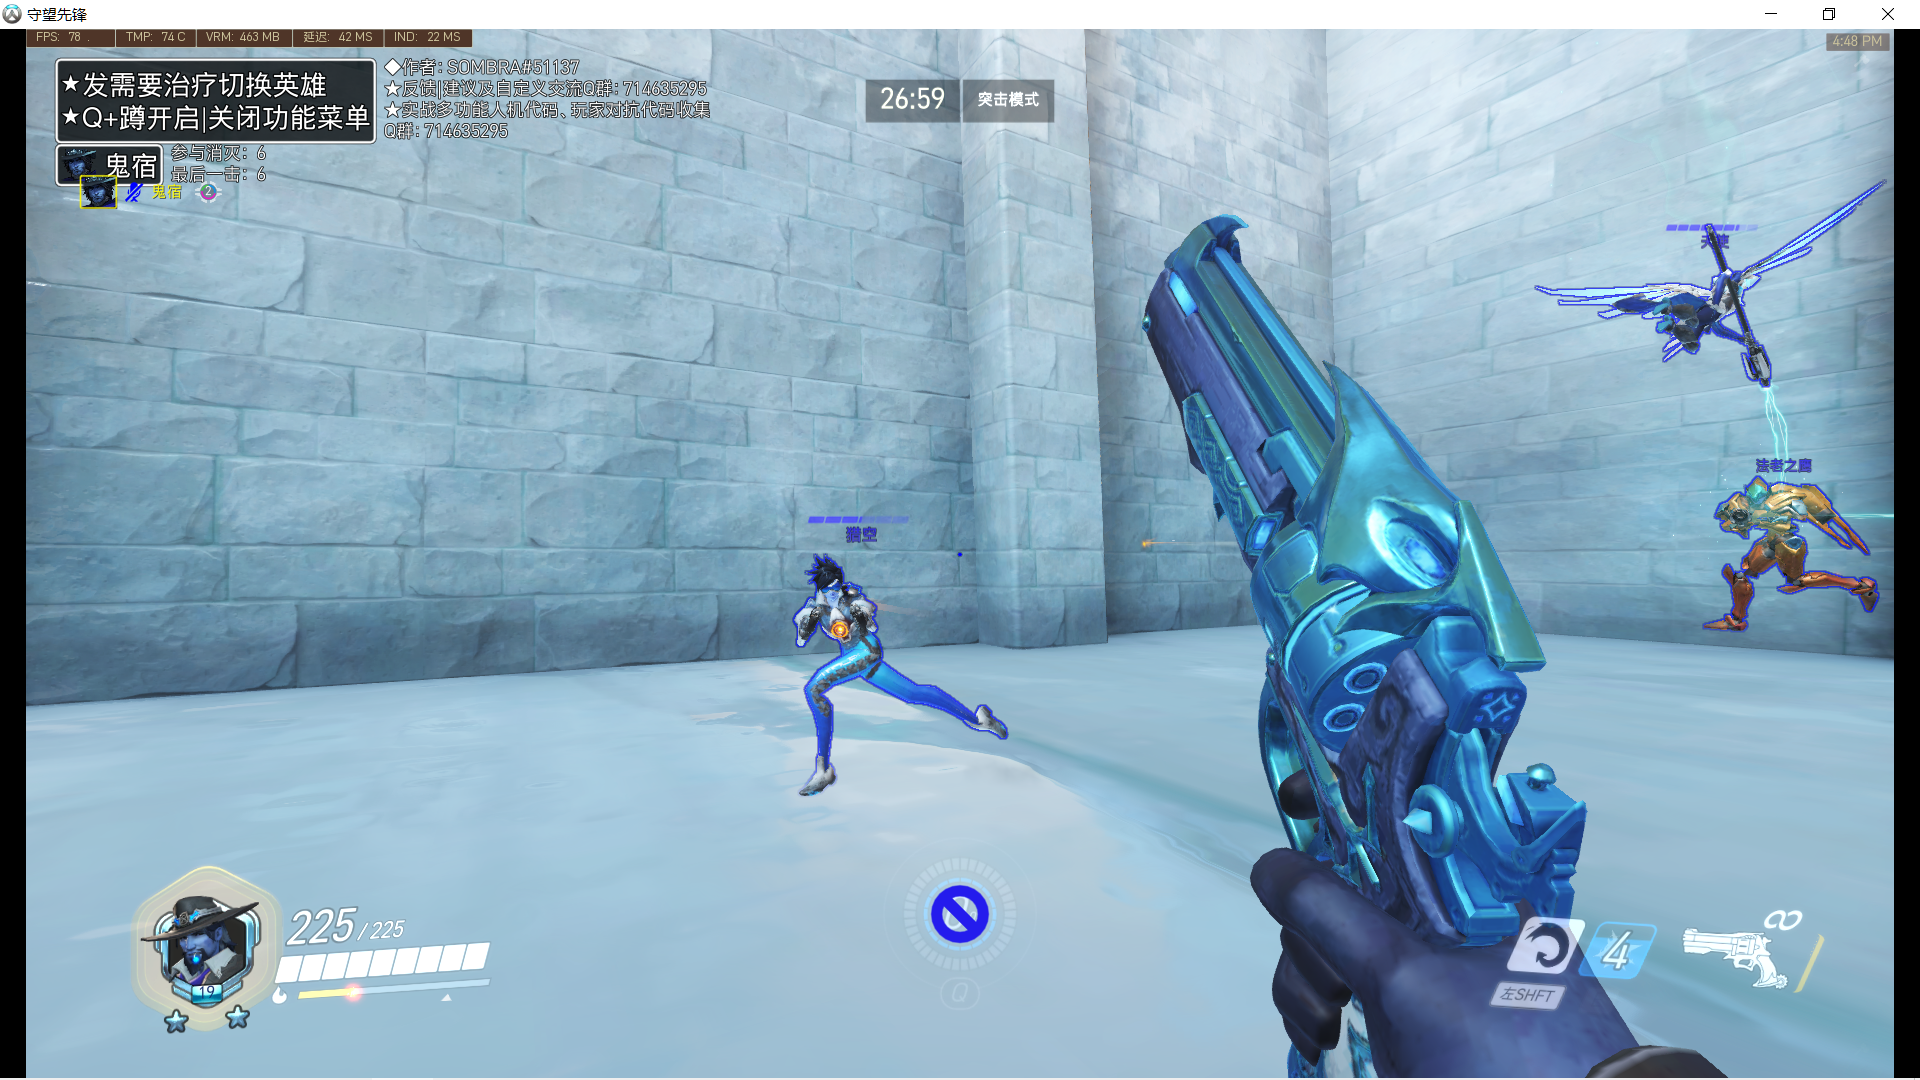 守望先锋
FPS: 78 .
TMP: 74 C
VRM: 463 MB
延迟: 42 MS
IND: 22 MS
4:48 PM
★发需要治疗切换英雄
★Q+蹲开启|关闭功能菜单
◆作者: SOMBRA#51137
★反馈|建议及自定义交流Q群: 714635295
★实战多功能人机代码、玩家对抗代码收集
Q群: 714635295
26:59
突击模式
鬼宿
参与消灭: 6
最后一击: 6
鬼宿
2
天使
法老之鹰
猎空
225/225
19
Q
4
左SHFT
∞